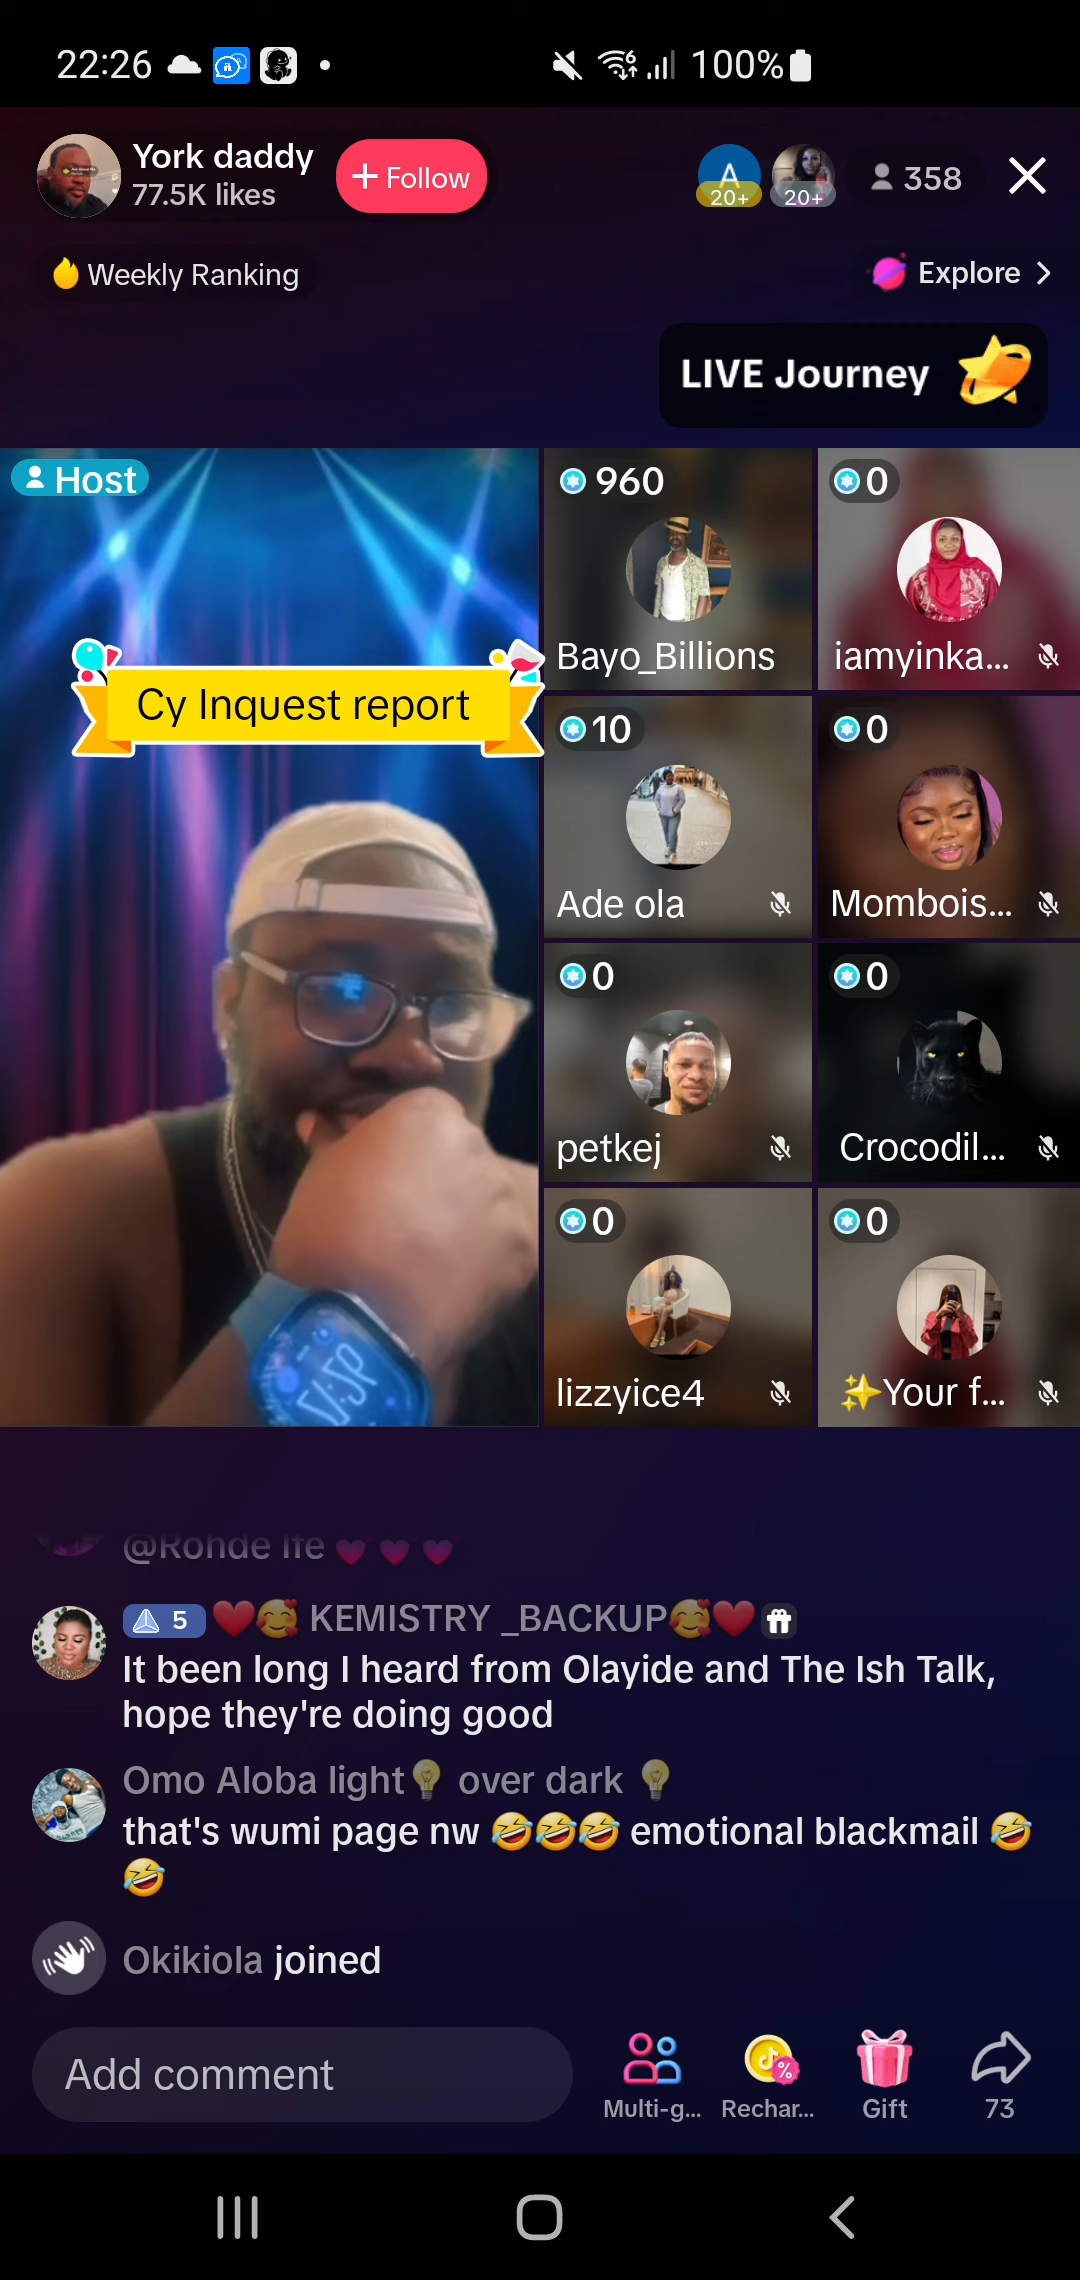 22:26
100%
York daddy
77.5K likes
+ Follow
A
20+
20+
358
Weekly Ranking
Explore
LIVE Journey
Host
960
0
Bayo_Billions
iamyinka...
Cy Inquest report
10
0
Ade ola
Mombois...
0
0
petkej
Crocodil...
0
0
lizzyice4
✨Your f...
@Ronde Ife 💗💗💗
5 ❤️🥰 KEMISTRY _BACKUP🥰❤️
It been long I heard from Olayide and The Ish Talk,
hope they're doing good
Omo Aloba light💡 over dark 💡
that's wumi page nw 🤣🤣🤣 emotional blackmail 🤣
🤣
Okikiola joined
Add comment
Multi-g...
Rechar...
Gift
73